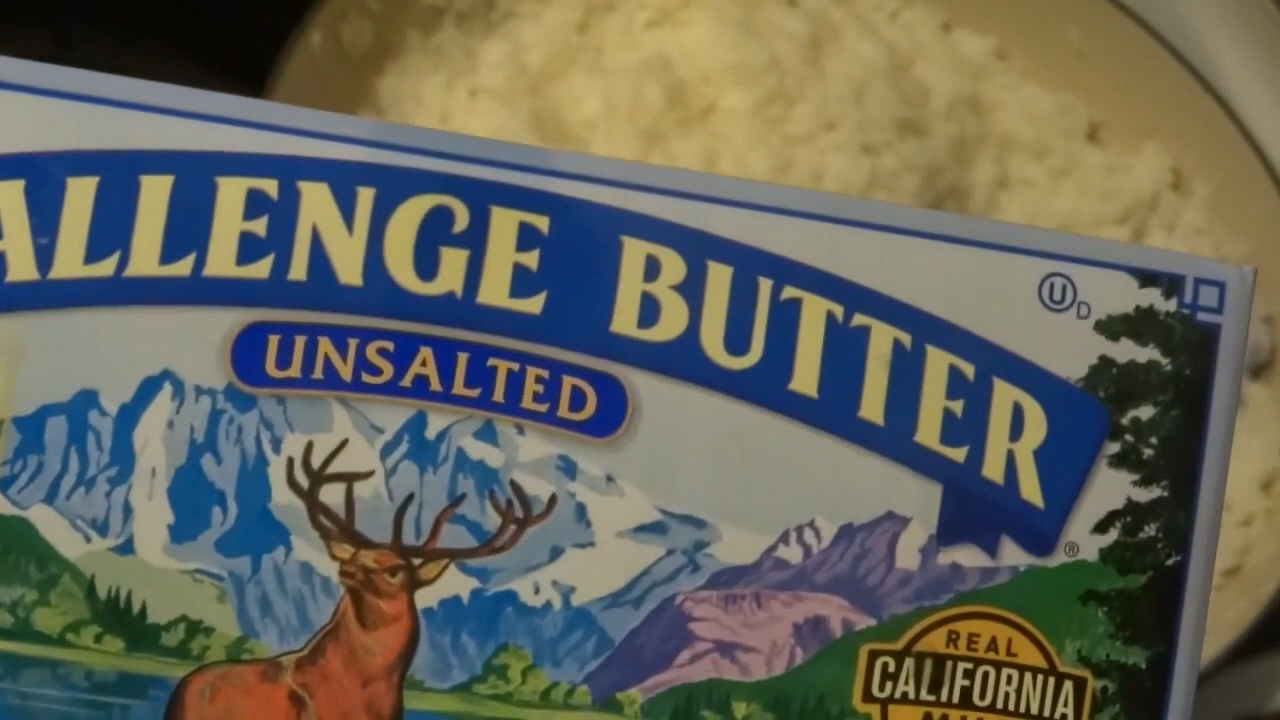 ALLENGE BUTTER
UNSALTED
U D
®
REAL
CALIFORNIA